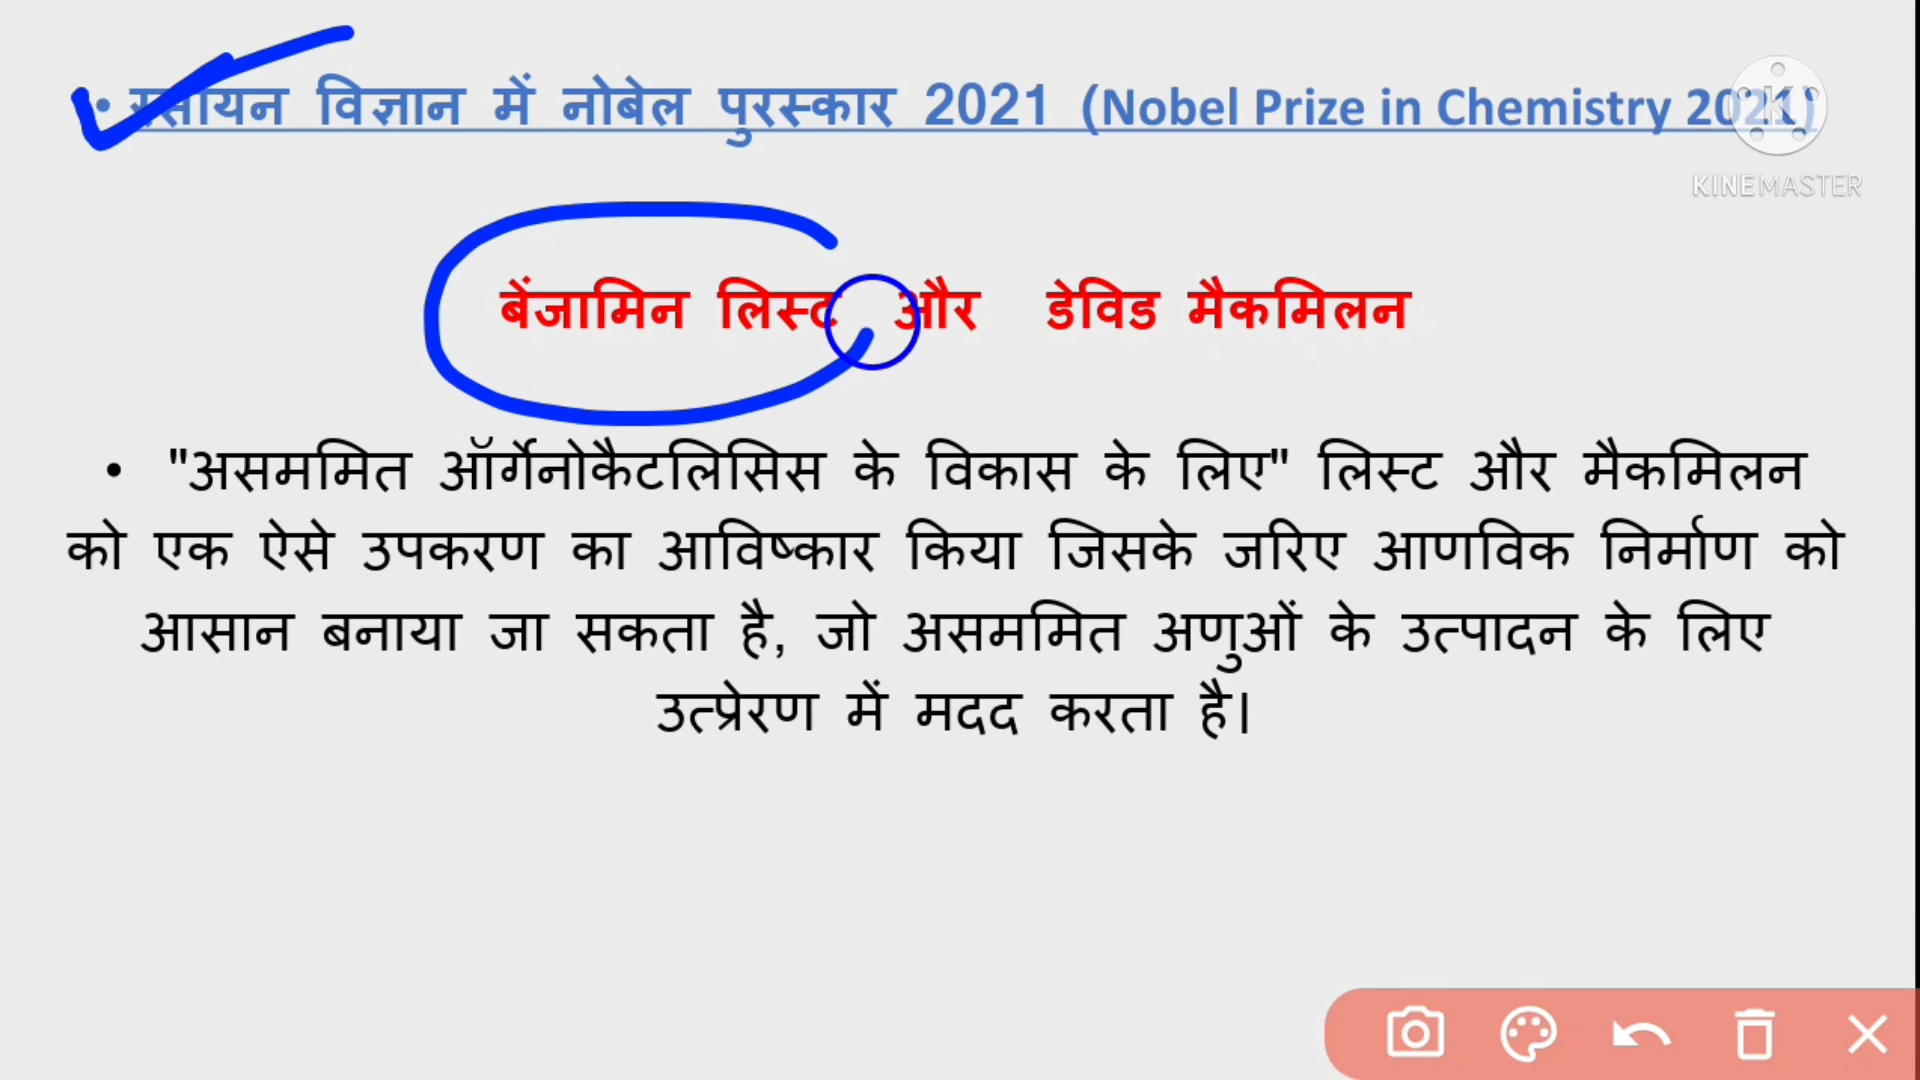 • रसायन विज्ञान में नोबेल पुरस्कार 2021 (Nobel Prize in Chemistry 2021)
KINEMASTER
बेंजामिन लिस्ट और डेविड मैकमिलन
• "असममित ऑर्गेनोकैटलिसिस के विकास के लिए" लिस्ट और मैकमिलन
को एक ऐसे उपकरण का आविष्कार किया जिसके जरिए आणविक निर्माण को
आसान बनाया जा सकता है, जो असममित अणुओं के उत्पादन के लिए
उत्प्रेरण में मदद करता है।